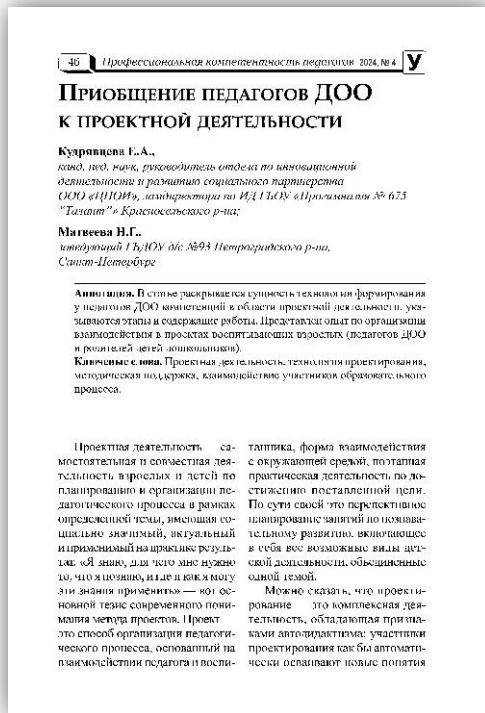 46 Профессиональная компетентность педагогов 2024, № 4 У
Приобщение педагогов ДОО
к проектной деятельности
Кудрявцева Е.А.,
канд. пед. наук, руководитель отдела по инновационной
деятельности и развитию социального партнерства
ООО «ЦНОИ», замдиректора по ИД ГБОУ «Прогимназия № 675
"Талант"» Красносельского р-на;
Матвеева Н.Г.,
заведующий ГБДОУ д/с №93 Петроградского р-на,
Санкт-Петербург
Аннотация. В статье раскрывается сущность технологии формирования
у педагогов ДОО компетенций в области проектной деятельности, ука-
зываются этапы и содержание работы. Представлен опыт по организации
взаимодействия в проектах воспитывающих взрослых (педагогов ДОО
и родителей детей дошкольников).
Ключевые слова. Проектная деятельность, технология проектирования,
методическая поддержка, взаимодействие участников образовательного
процесса.
Проектная деятельность — са-
мостоятельная и совместная дея-
тельность взрослых и детей по
планированию и организации пе-
дагогического процесса в рамках
определенной темы, имеющая со-
циально значимый, актуальный
и применимый на практике резуль-
тат. «Я знаю, для чего мне нужно
то, что я познаю, и где и как я могу
эти знания применить» — вот ос-
новной тезис современного пони-
мания метода проектов. Проект —
это способ организации педагоги-
ческого процесса, основанный на
взаимодействии педагога и воспи-
танника, форма взаимодействия
с окружающей средой, поэтапная
практическая деятельность по до-
стижению поставленной цели.
По сути своей это перспективное
планирование занятий по познава-
тельному развитию, включающее
в себя все возможные виды дет-
ской деятельности, объединенные
одной темой.
Можно сказать, что проекти-
рование — это комплексная дея-
тельность, обладающая призна-
ками автодидактизма: участники
проектирования как бы автомати-
чески осваивают новые понятия